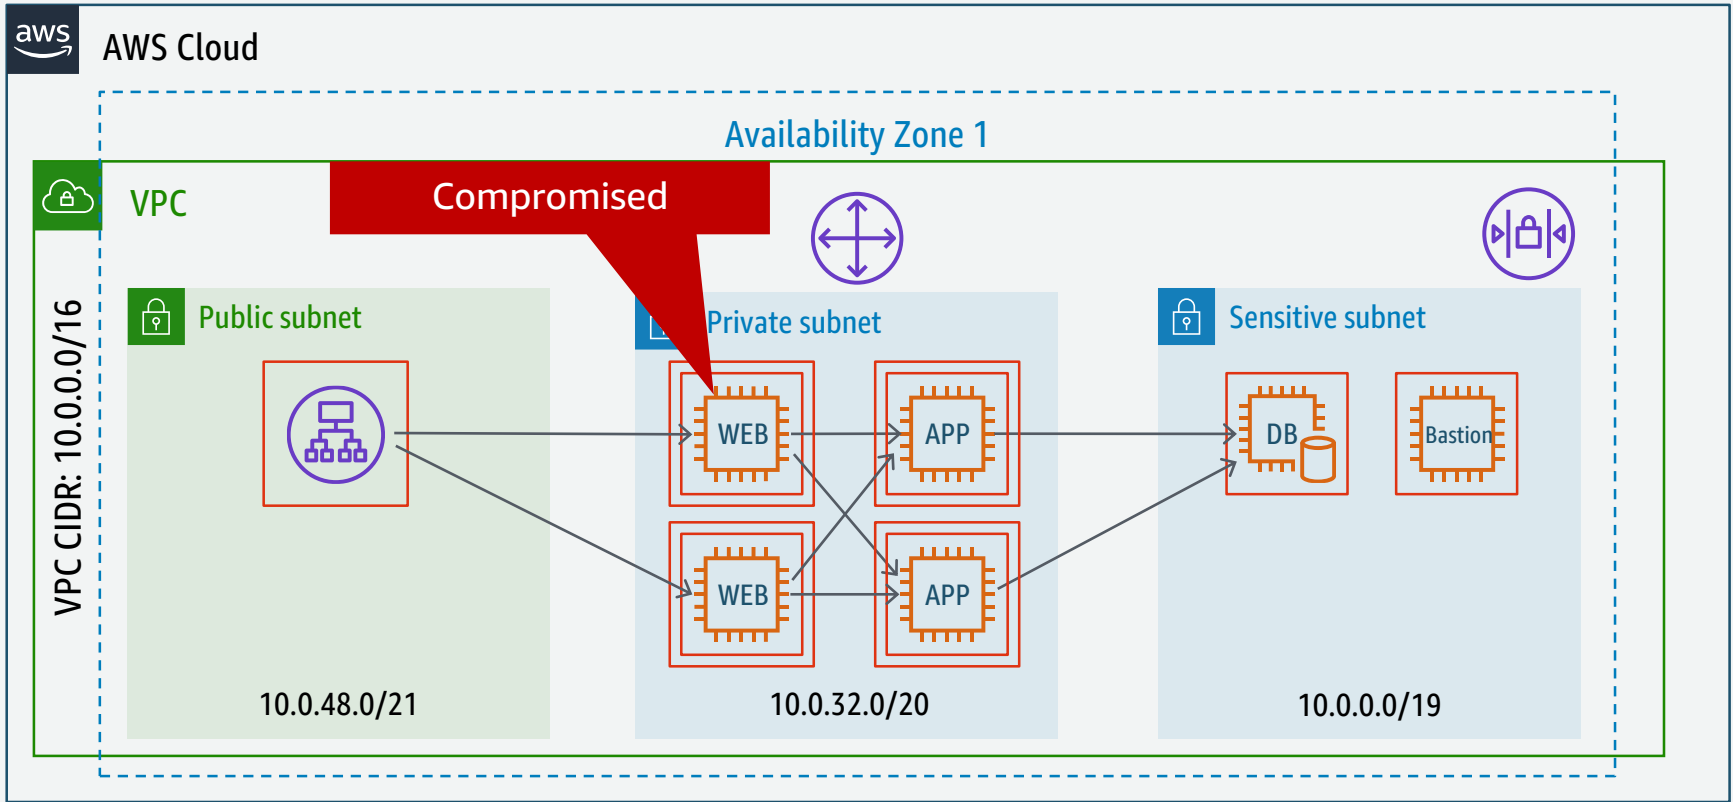 aws
AWS Cloud
Availability Zone 1
Compromised
VPC
VPC CIDR: 10.0.0.0/16
Public subnet
Private subnet
Sensitive subnet
WEB
APP
DB
Bastion
WEB
APP
10.0.48.0/21
10.0.32.0/20
10.0.0.0/19